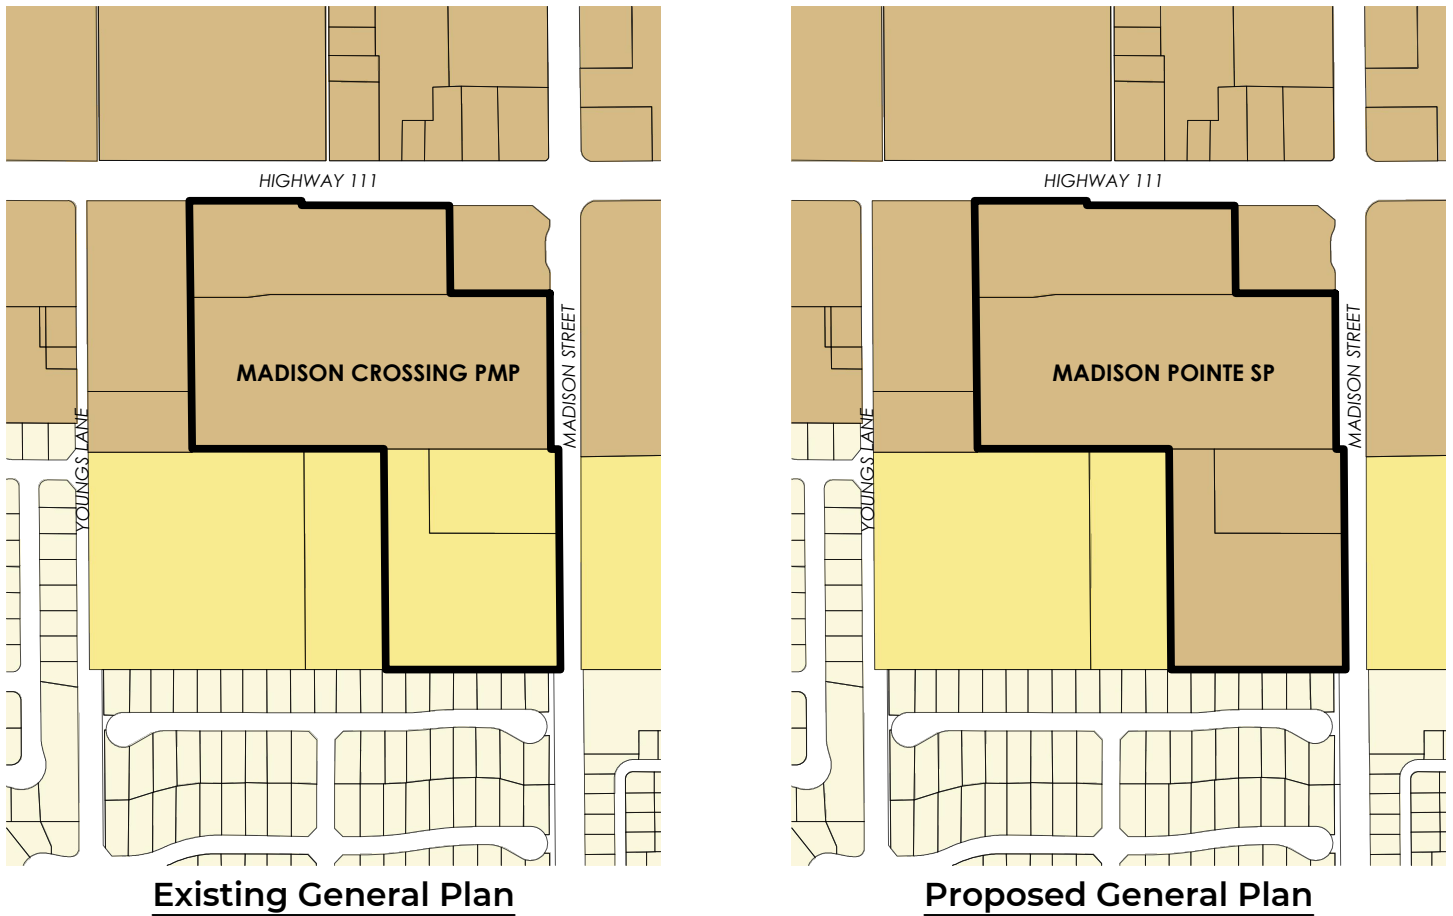 HIGHWAY 111
MADISON STREET
MADISON CROSSING PMP
YOUNGS LANE
Existing General Plan
HIGHWAY 111
MADISON STREET
MADISON POINTE SP
YOUNGS LANE
Proposed General Plan